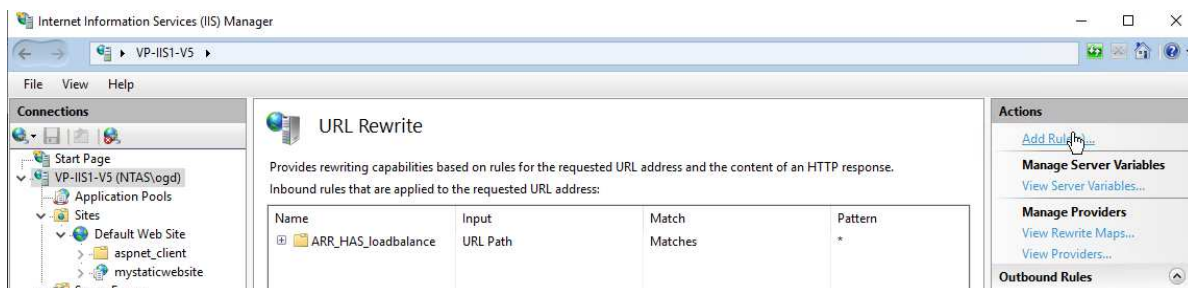 Internet Information Services (IIS) Manager
VP-IIS1-V5
File View Help
Connections
Start Page
VP-IIS1-V5 (NTAS\ogd)
Application Pools
Sites
Default Web Site
aspnet_client
mystaticwebsite
URL Rewrite
Provides rewriting capabilities based on rules for the requested URL address and the content of an HTTP response.
Inbound rules that are applied to the requested URL address:
Name Input Match Pattern
ARR_HAS_loadbalance URL Path Matches *
Actions
Add
Manage Server Variables
View Server Variables...
Manage Providers
View Rewrite Maps...
View Providers...
Outbound Rules